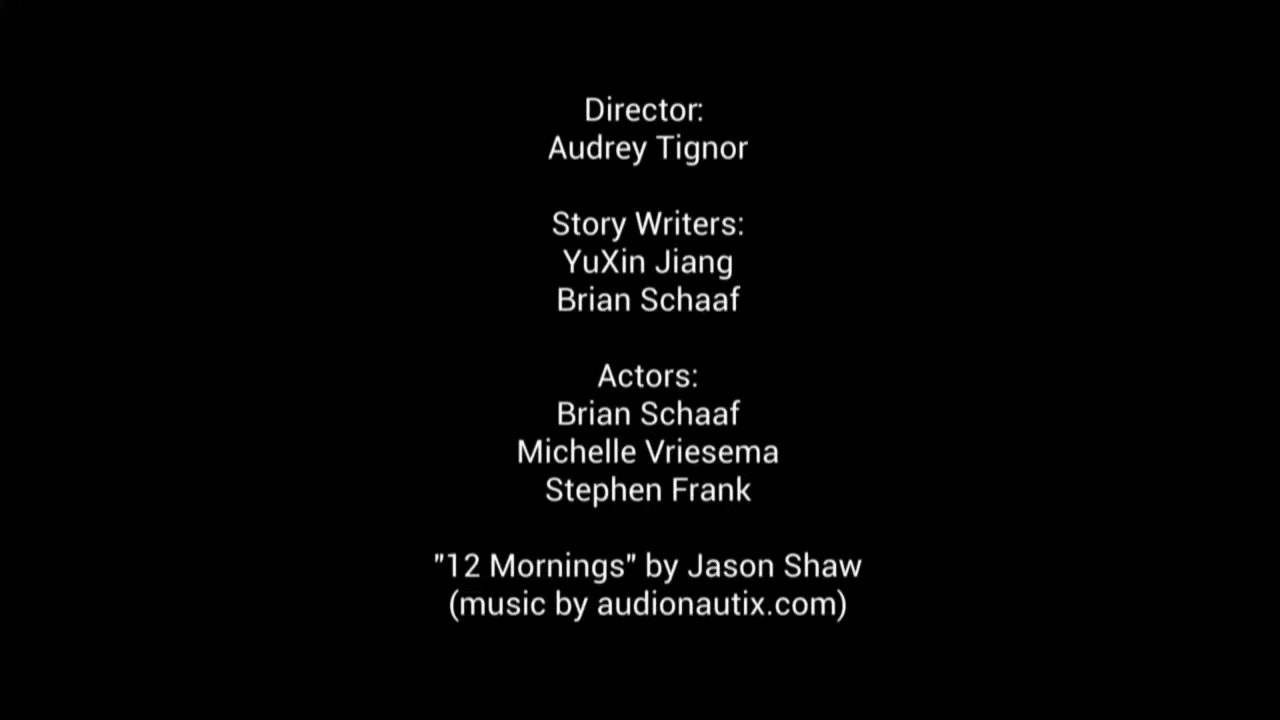 Director:
Audrey Tignor
Story Writers:
YuXin Jiang
Brian Schaaf
Actors:
Brian Schaaf
Michelle Vriesema
Stephen Frank
"12 Mornings" by Jason Shaw
(music by audionautix.com)